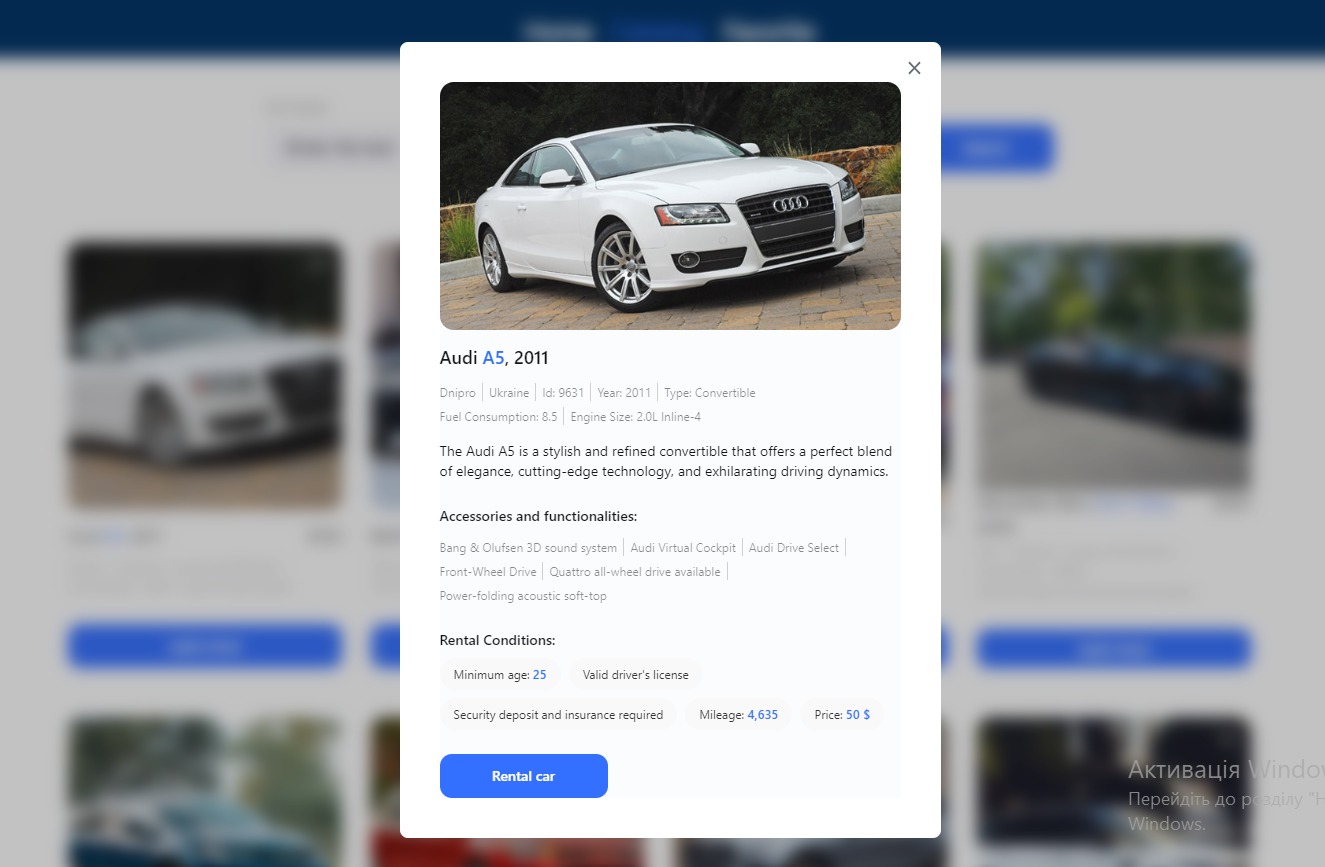 Audi A5, 2011
Dnipro Ukraine Id: 9631 Year: 2011 Type: Convertible
Fuel Consumption: 8.5 Engine Size: 2.0L Inline-4
The Audi A5 is a stylish and refined convertible that offers a perfect blend
of elegance, cutting-edge technology, and exhilarating driving dynamics.
Accessories and functionalities:
Bang & Olufsen 3D sound system Audi Virtual Cockpit Audi Drive Select
Front-Wheel Drive Quattro all-wheel drive available
Power-folding acoustic soft-top
Rental Conditions:
Minimum age: 25 Valid driver's license
Security deposit and insurance required Mileage: 4,635 Price: 50 $
Rental car
Активація Windo
Перейдіть до розділу "Н
Windows.